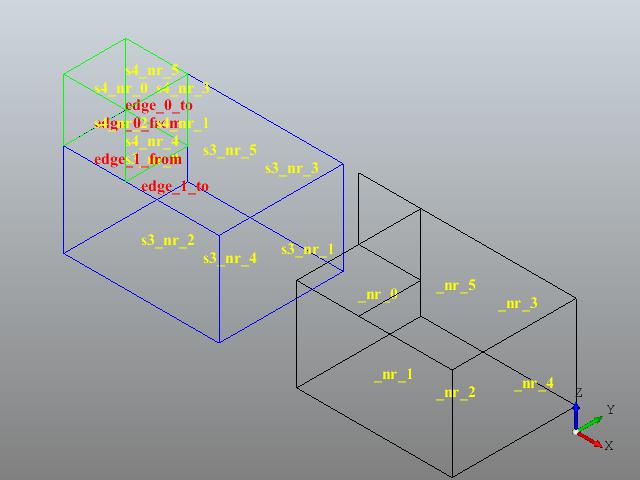 s4_nr_5
s4_nr_0
s4_nr_3
edge_0_to
edge_0_from
_nr_1
s4_nr_4
edge_1_from
s3_nr_5
s3_nr_3
edge_1_to
s3_nr_2
s3_nr_1
s3_nr_4
_nr_0
_nr_5
_nr_3
_nr_1
_nr_2
_nr_4
Z
Y
X